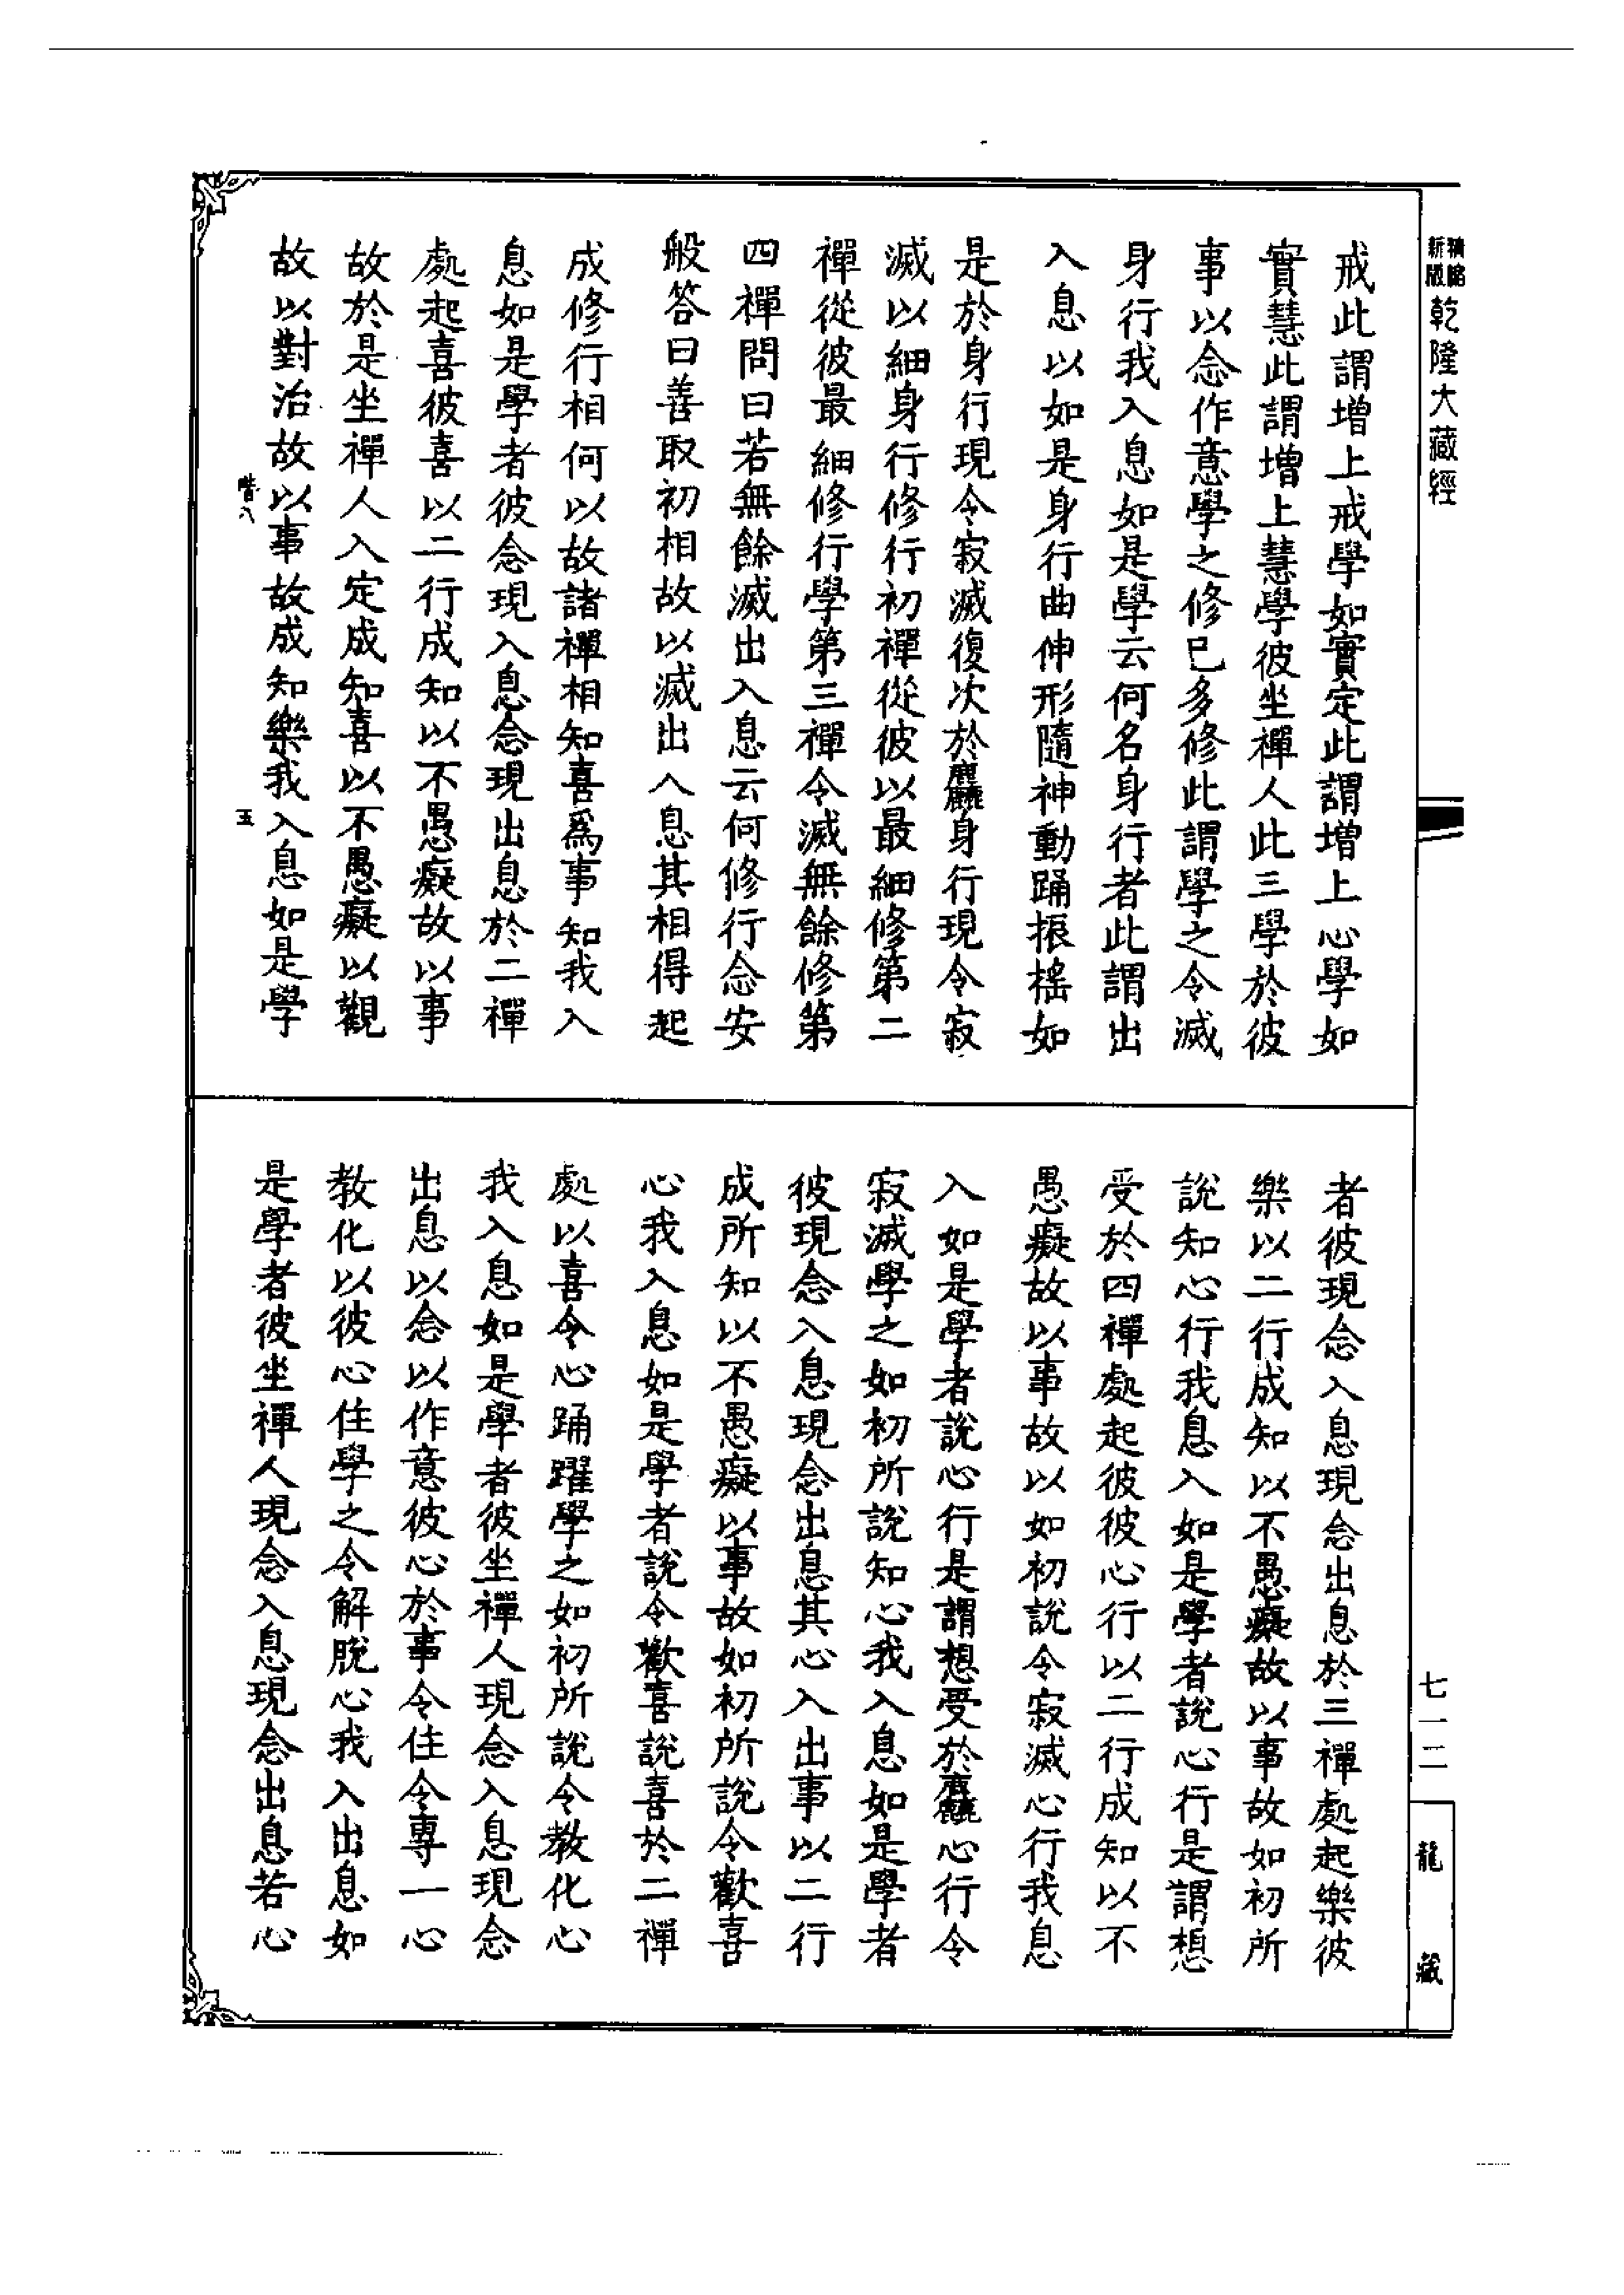 乾隆大藏經
戒此謂增上戒學如實定此謂增上心學如
實慧此謂增上慧學彼坐禪人此三學於彼
事以念作意學之修已多修此謂學之令滅
身行我入息如是學云何名身行者此謂出
入息以如是身行曲伸形隨神動踊振搖如
是於身行現令寂滅復次於麤身行現令寂
滅以細身行修行初禪從彼以最細修第二
禪從彼最細修行學第三禪令滅無餘修第
四禪問曰若無餘滅出入息云何修行念安
般答曰善取初相故以滅出入息其相得起
成修行相何以故諸禪相知喜為事知我入
息如是學者彼念現入息念現出息於二禪
處起喜彼喜以二行成知以不愚癡故以事
故於是坐禪人入定成知喜以不愚癡以觀
故以對治故以事故成知樂我入息如是學
五
者彼現念入息現念出息於三禪處起樂彼
樂以二行成知以不愚癡故以事故如初所
說知心行我息入如是學者說心行是謂想
受於四禪處起彼彼心行以二行成知以不
愚癡故以事故以如初說令寂滅心行我息
入如是學者說心行是謂想受於麤心行令
寂滅學之如初所說知心我入息如是學者
彼現念入息現念出息其心入出事以二行
成所知以不愚癡以事故如初所說令歡喜
心我入息如是學者說令歡喜說喜於二禪
處以喜令心踊躍學之如初所說令教化心
我入息如是學者彼坐禪人現念入息現念
出息以念以作意彼心於事令住令專一心
教化以彼心住學之令解脫心我入出息如
是學者彼坐禪人現念入息現念出息若心
七一二
龍藏